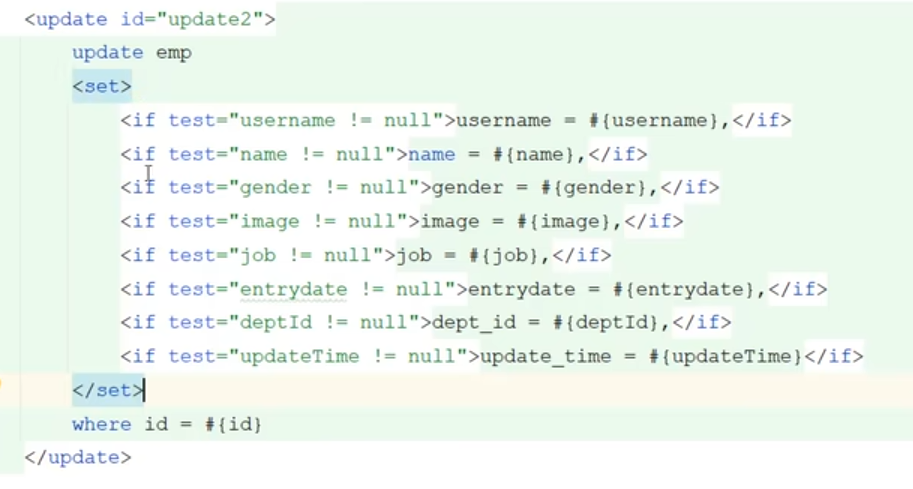 <update id="update2">
update emp
<set>
<if test="username != null">username = #{username},</if>
<if test="name != null">name = #{name},</if>
<if test="gender != null">gender = #{gender},</if>
<if test="image != null">image = #{image},</if>
<if test="job != null">job = #{job},</if>
<if test="entrydate != null">entrydate = #{entrydate},</if>
<if test="deptId != null">dept_id = #{deptId},</if>
<if test="updateTime != null">update_time = #{updateTime}</if>
</set>
where id = #{id}
</update>